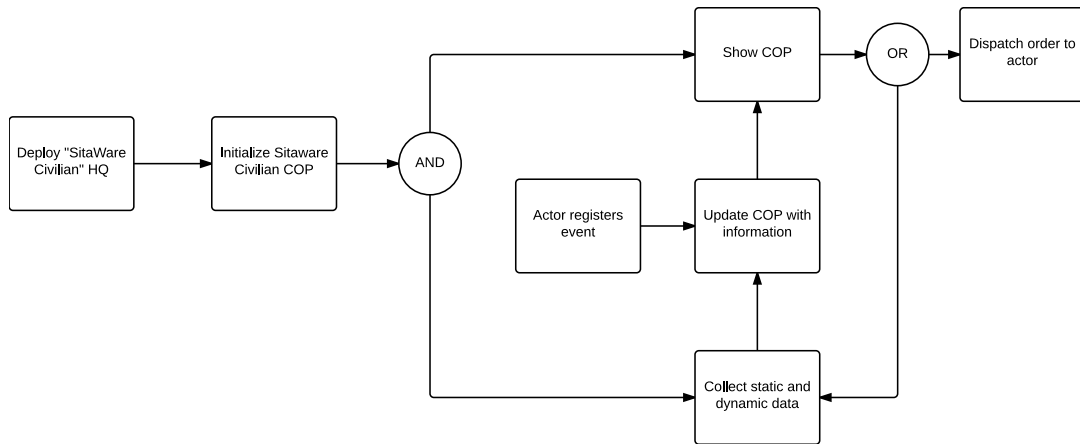 Deploy "SitaWare
Civilian" HQ
Initialize Sitaware
Civilian COP
AND
Show COP
OR
Dispatch order to
actor
Actor registers
event
Update COP with
information
Collect static and
dynamic data